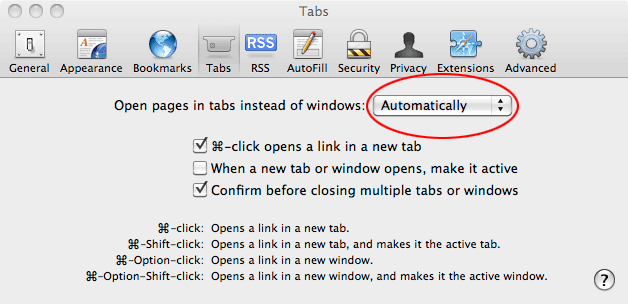 Tabs
RSS
General Appearance Bookmarks Tabs RSS AutoFill Security Privacy Extensions Advanced
Open pages in tabs instead of windows: Automatically
⌘-click opens a link in a new tab
When a new tab or window opens, make it active
Confirm before closing multiple tabs or windows
⌘-click: Opens a link in a new tab.
⌘-Shift-click: Opens a link in a new tab, and makes it the active tab.
⌘-Option-click: Opens a link in a new window.
⌘-Option-Shift-click: Opens a link in a new window, and makes it the active window.
?